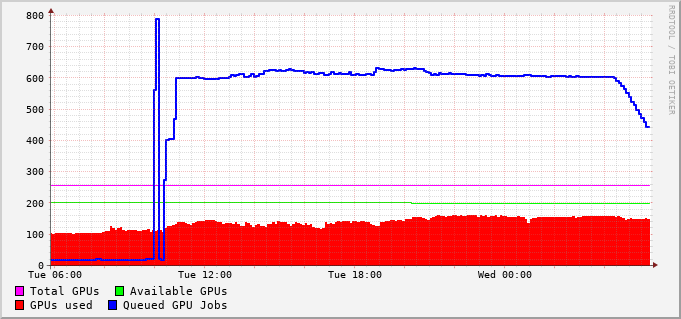 800
700
600
500
400
300
200
100
0
Tue 06:00 Tue 12:00 Tue 18:00 Wed 00:00
Total GPUs Available GPUs
GPUs used Queued GPU Jobs
RRDTOOL / TOBI OETIKER